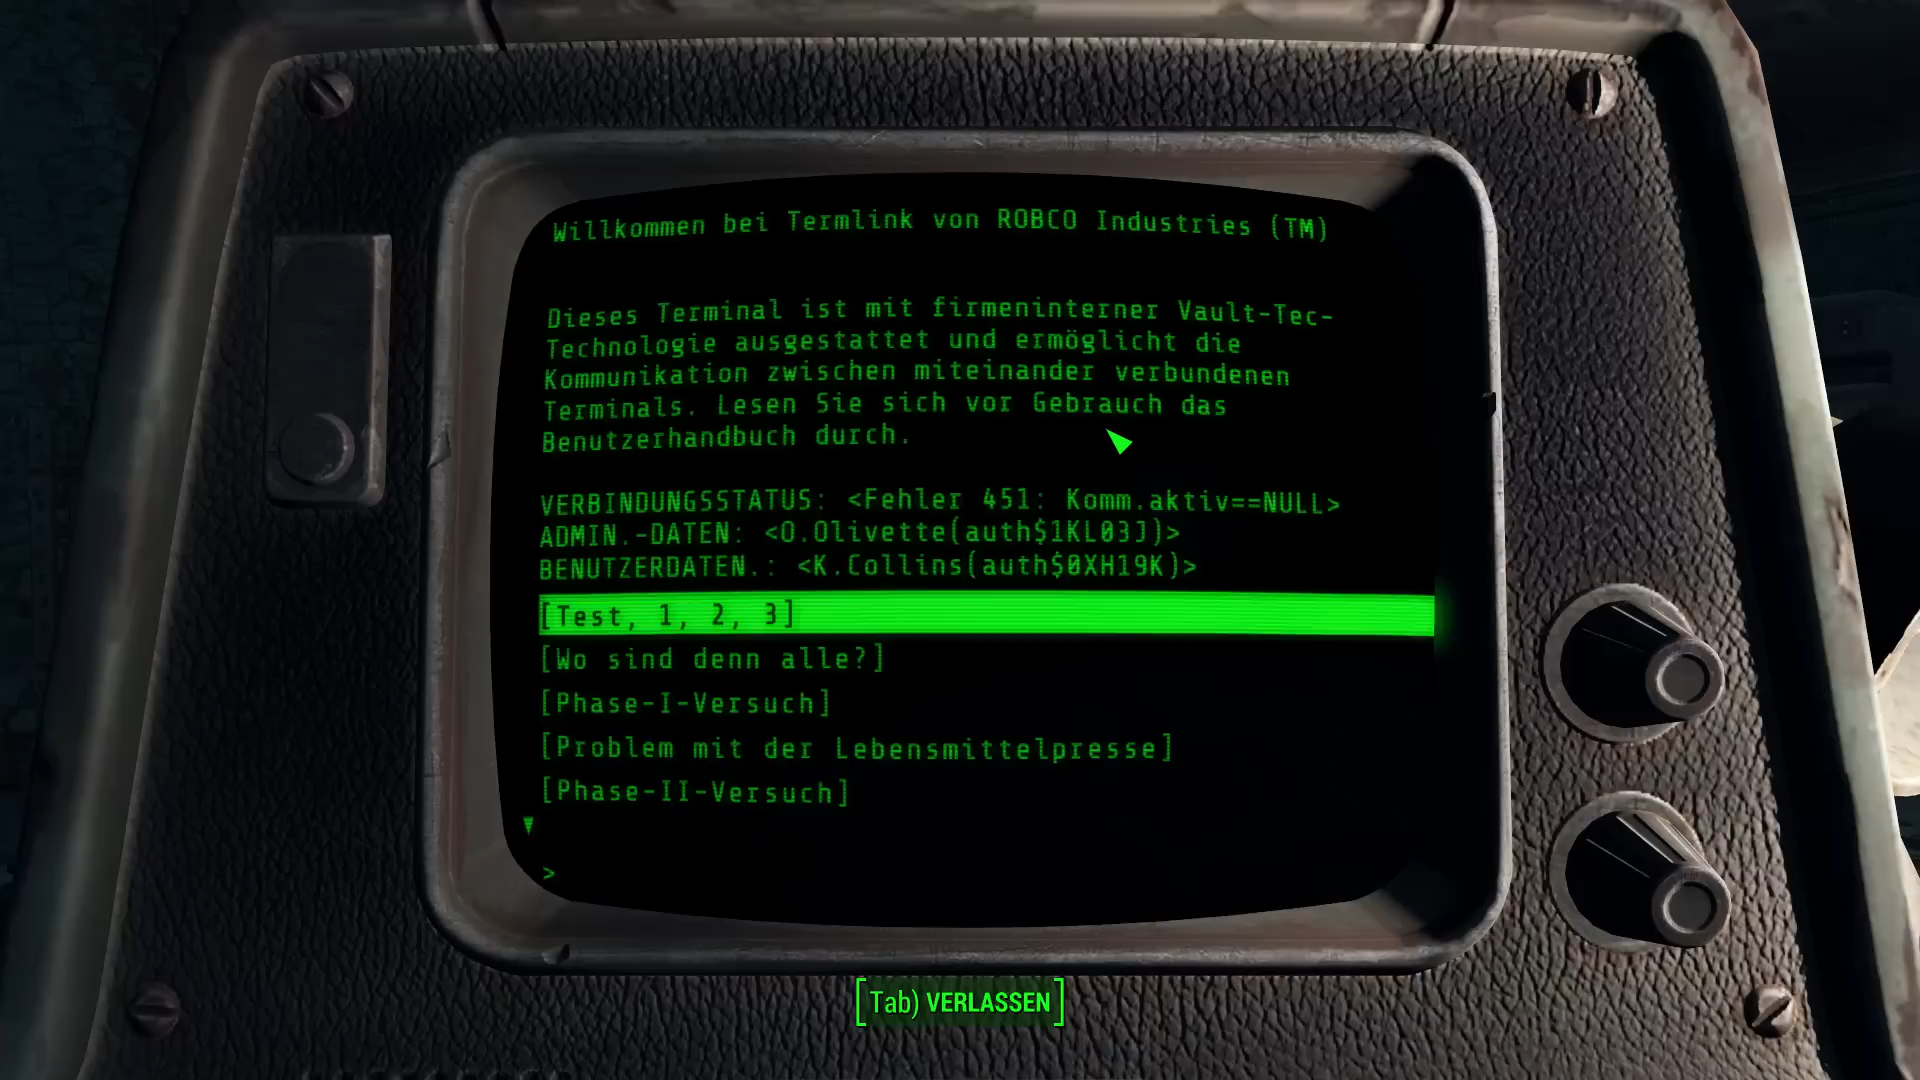 Willkommen bei Termlink von ROBCO Industries (TM)
Dieses Terminal ist mit firmeninterner Vault-Tec-
Technologie ausgestattet und ermöglicht die
Kommunikation zwischen miteinander verbundenen
Terminals. Lesen Sie sich vor Gebrauch das
Benutzerhandbuch durch.
VERBINDUNGSSTATUS: <Fehler 451: Komm.aktiv==NULL>
ADMIN.-DATEN: <O.Olivette(auth$1KL03J)>
BENUTZERDATEN.: <K.Collins(auth$0XH19K)>
[Test, 1, 2, 3]
[Wo sind denn alle?]
[Phase-I-Versuch]
[Problem mit der Lebensmittelpresse]
[Phase-II-Versuch]
>
[Tab) VERLASSEN]